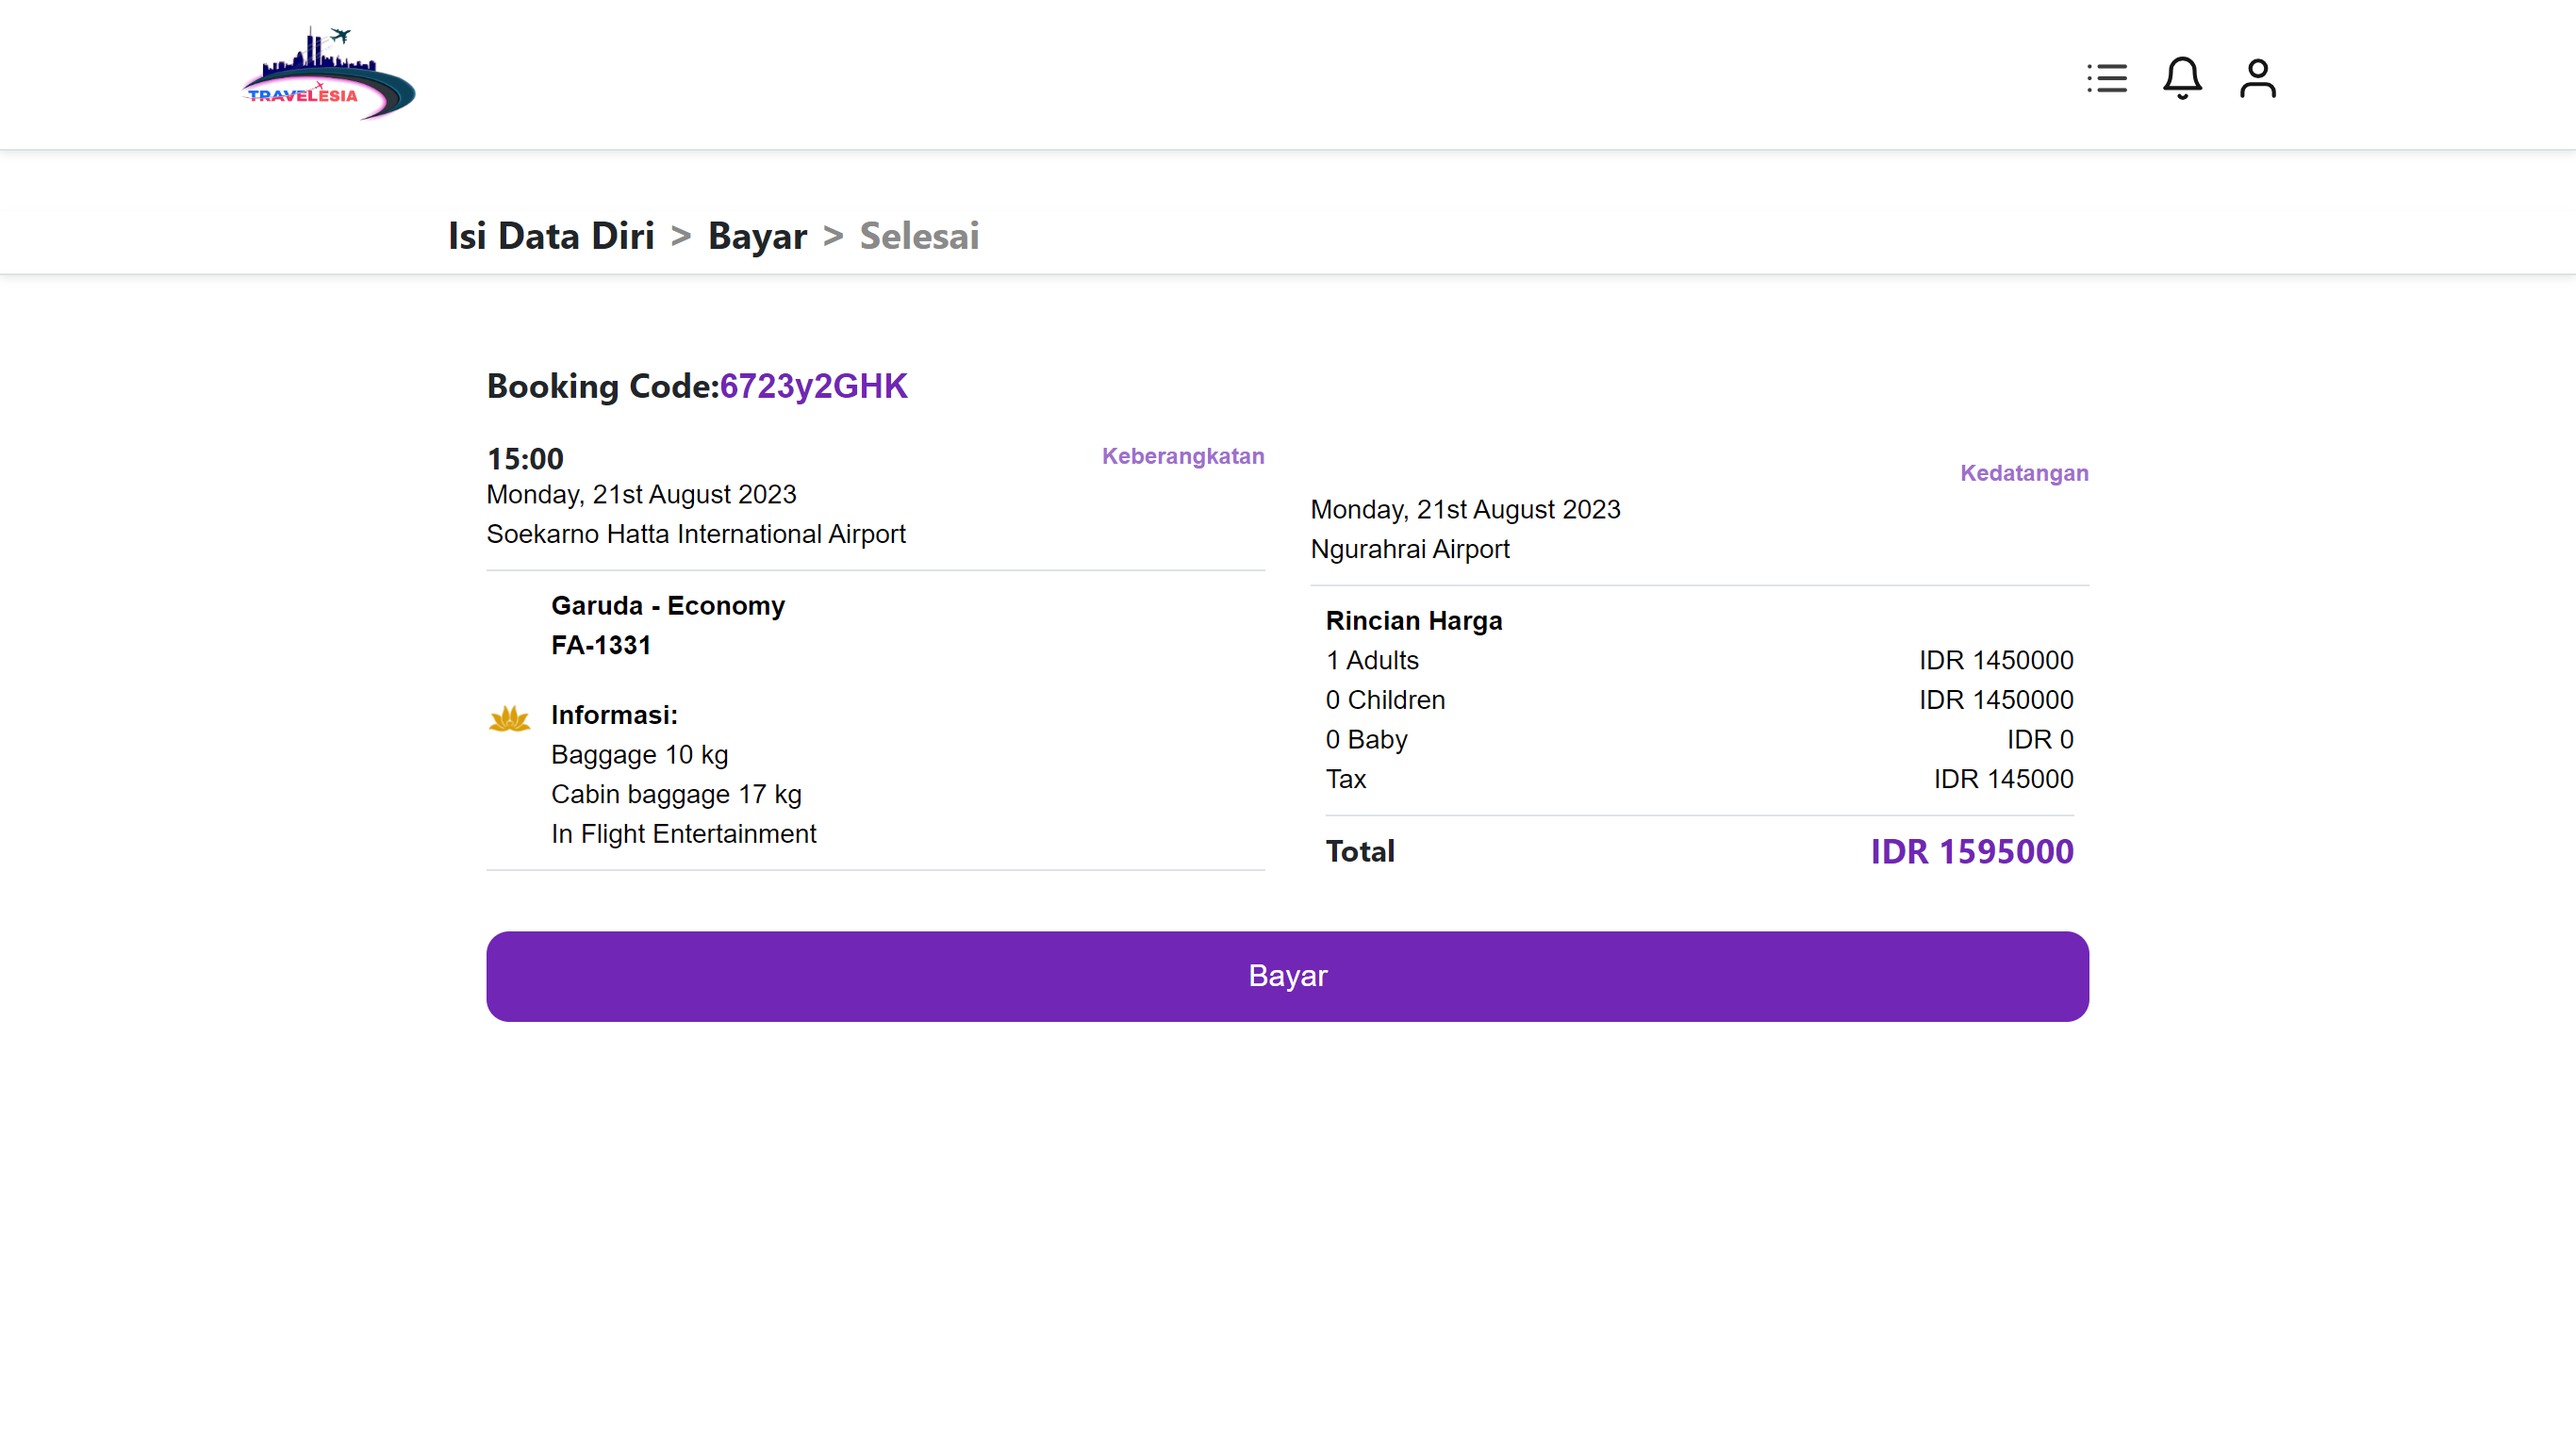 TRAVELESIA
Isi Data Diri > Bayar > Selesai
Booking Code:6723y2GHK
15:00
Keberangkatan
Monday, 21st August 2023
Soekarno Hatta International Airport
Garuda - Economy
FA-1331
Informasi:
Baggage 10 kg
Cabin baggage 17 kg
In Flight Entertainment
Kedatangan
Monday, 21st August 2023
Ngurahrai Airport
Rincian Harga
1 Adults IDR 1450000
0 Children IDR 1450000
0 Baby IDR 0
Tax IDR 145000
Total IDR 1595000
Bayar